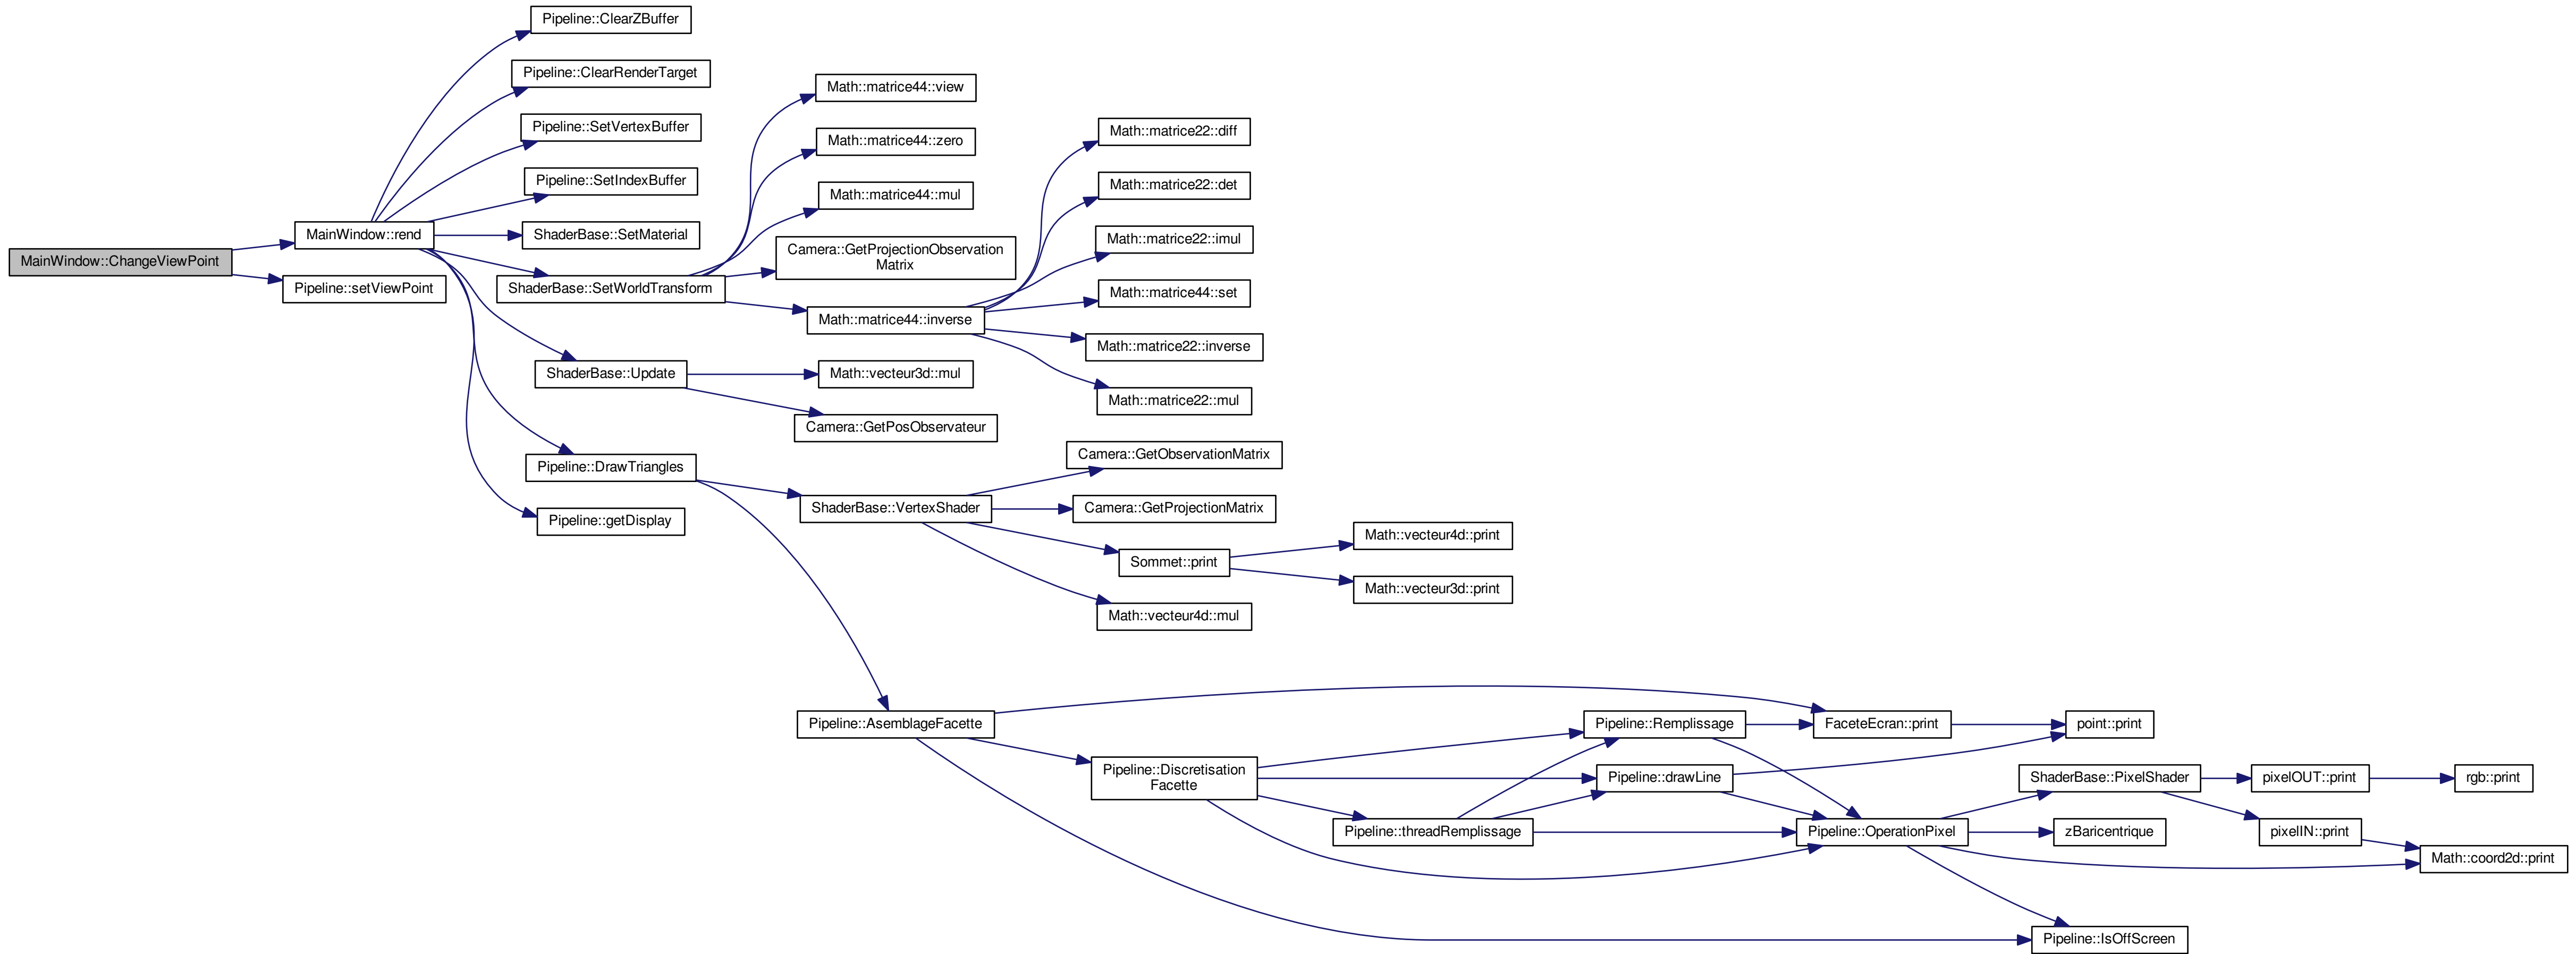 MainWindow::ChangeViewPoint
MainWindow::rend
Pipeline::setViewPoint
Pipeline::ClearZBuffer
Pipeline::ClearRenderTarget
Pipeline::SetVertexBuffer
Pipeline::SetIndexBuffer
ShaderBase::SetMaterial
ShaderBase::SetWorldTransform
ShaderBase::Update
Pipeline::DrawTriangles
Pipeline::getDisplay
Math::matrice44::view
Math::matrice44::zero
Math::matrice44::mul
Camera::GetProjectionObservation
Matrix
Math::matrice44::inverse
Math::vecteur3d::mul
Camera::GetPosObservateur
ShaderBase::VertexShader
Pipeline::AsemblageFacette
Math::matrice22::diff
Math::matrice22::det
Math::matrice22::imul
Math::matrice44::set
Math::matrice22::inverse
Math::matrice22::mul
Camera::GetObservationMatrix
Camera::GetProjectionMatrix
Sommet::print
Math::vecteur4d::mul
Math::vecteur4d::print
Math::vecteur3d::print
Pipeline::Discretisation
Facette
Pipeline::threadRemplissage
Pipeline::Remplissage
Pipeline::drawLine
FaceteEcran::print
Pipeline::OperationPixel
point::print
ShaderBase::PixelShader
zBaricentrique
Pipeline::IsOffScreen
pixelOUT::print
pixelIN::print
rgb::print
Math::coord2d::print